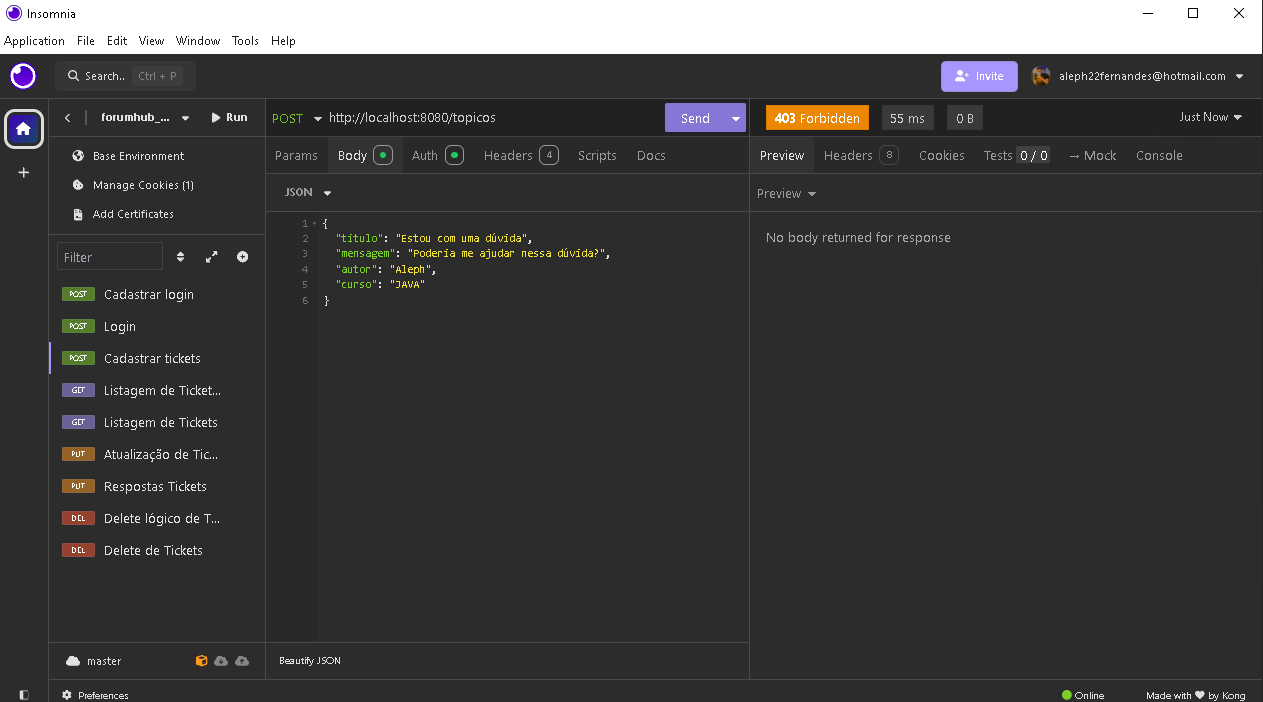 Insomnia
Application File Edit View Window Tools Help
Search.. Ctrl + P
Invite
aleph22fernandes@hotmail.com
forumhub_...
Run
POST http://localhost:8080/topicos
Send
403 Forbidden 55 ms 0 B
Just Now
Base Environment
Manage Cookies (1)
Add Certificates
Filter
POST Cadastrar login
POST Login
POST Cadastrar tickets
GET Listagem de Ticket...
GET Listagem de Tickets
PUT Atualização de Tic...
PUT Respostas Tickets
DEL Delete lógico de T...
DEL Delete de Tickets
master
Preferences
Params Body Auth Headers 4 Scripts Docs
JSON
1 {
2 "titulo": "Estou com uma dúvida",
3 "mensagem": "Poderia me ajudar nessa dúvida?",
4 "autor": "Aleph",
5 "curso": "JAVA"
6 }
Beautify JSON
Preview Headers 8 Cookies Tests 0 / 0 → Mock Console
Preview
No body returned for response
Online
Made with ♥ by Kong